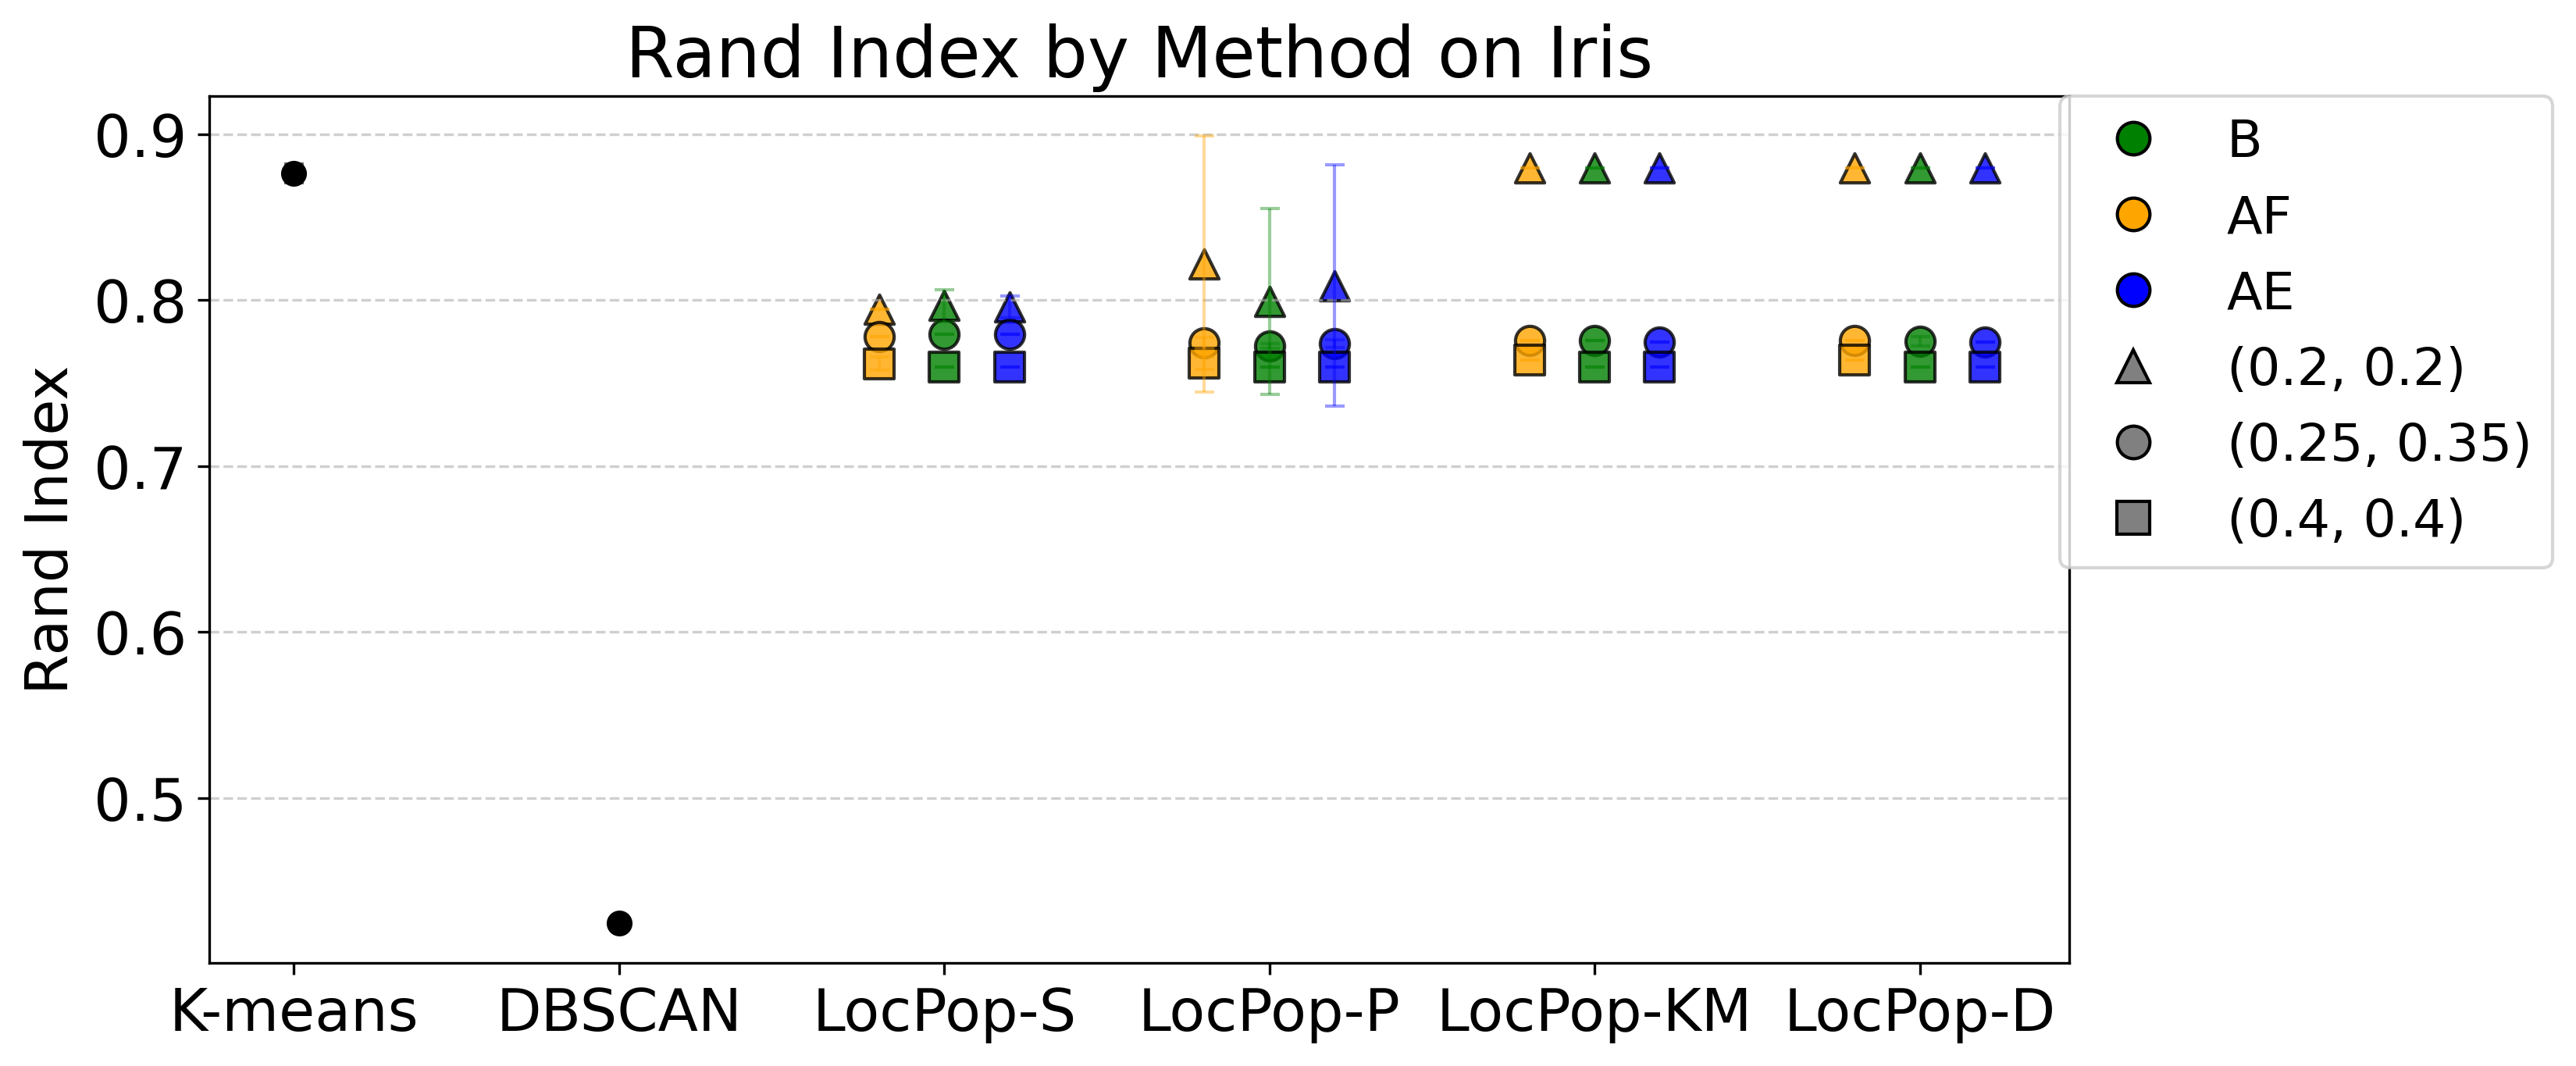 Rand Index by Method on Iris
Rand Index
0.9
0.8
0.7
0.6
0.5
K-means
DBSCAN
LocPop-S
LocPop-P
LocPop-KM
LocPop-D
B
AF
AE
(0.2, 0.2)
(0.25, 0.35)
(0.4, 0.4)